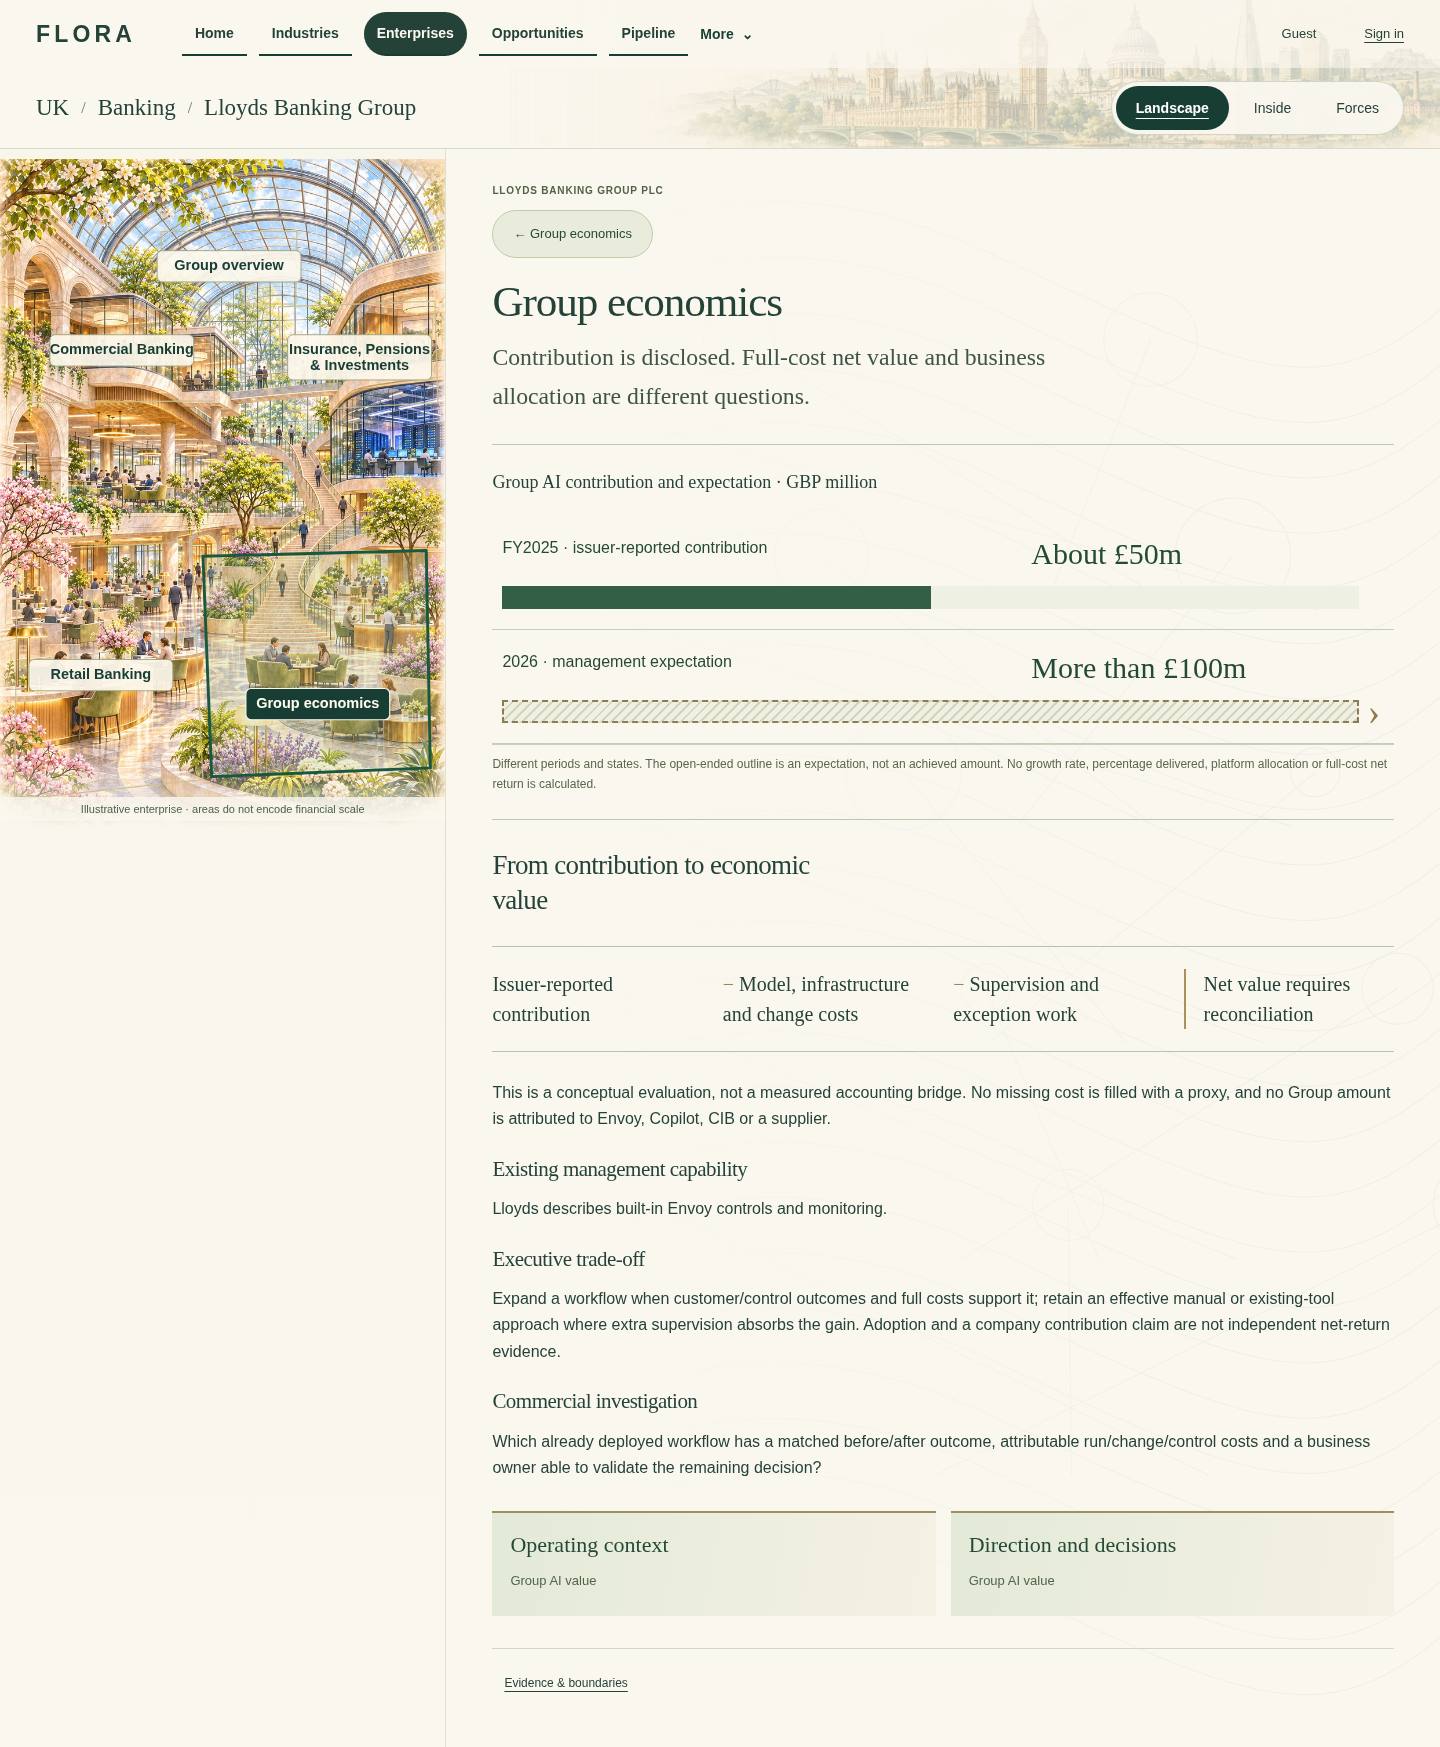 FLORA
Home
Industries
Enterprises
Opportunities
Pipeline
More
Guest
Sign in
UK / Banking / Lloyds Banking Group
Landscape
Inside
Forces
Group overview
Commercial Banking
Insurance, Pensions
& Investments
Retail Banking
Group economics
Illustrative enterprise · areas do not encode financial scale
LLOYDS BANKING GROUP PLC
← Group economics
Group economics
Contribution is disclosed. Full-cost net value and business
allocation are different questions.
Group AI contribution and expectation · GBP million
FY2025 · issuer-reported contribution
About £50m
2026 · management expectation
More than £100m
Different periods and states. The open-ended outline is an expectation, not an achieved amount. No growth rate, percentage delivered, platform allocation or full-cost net
return is calculated.
From contribution to economic
value
Issuer-reported
contribution
− Model, infrastructure
and change costs
− Supervision and
exception work
Net value requires
reconciliation
This is a conceptual evaluation, not a measured accounting bridge. No missing cost is filled with a proxy, and no Group amount
is attributed to Envoy, Copilot, CIB or a supplier.
Existing management capability
Lloyds describes built-in Envoy controls and monitoring.
Executive trade-off
Expand a workflow when customer/control outcomes and full costs support it; retain an effective manual or existing-tool
approach where extra supervision absorbs the gain. Adoption and a company contribution claim are not independent net-return
evidence.
Commercial investigation
Which already deployed workflow has a matched before/after outcome, attributable run/change/control costs and a business
owner able to validate the remaining decision?
Operating context
Group AI value
Direction and decisions
Group AI value
Evidence & boundaries